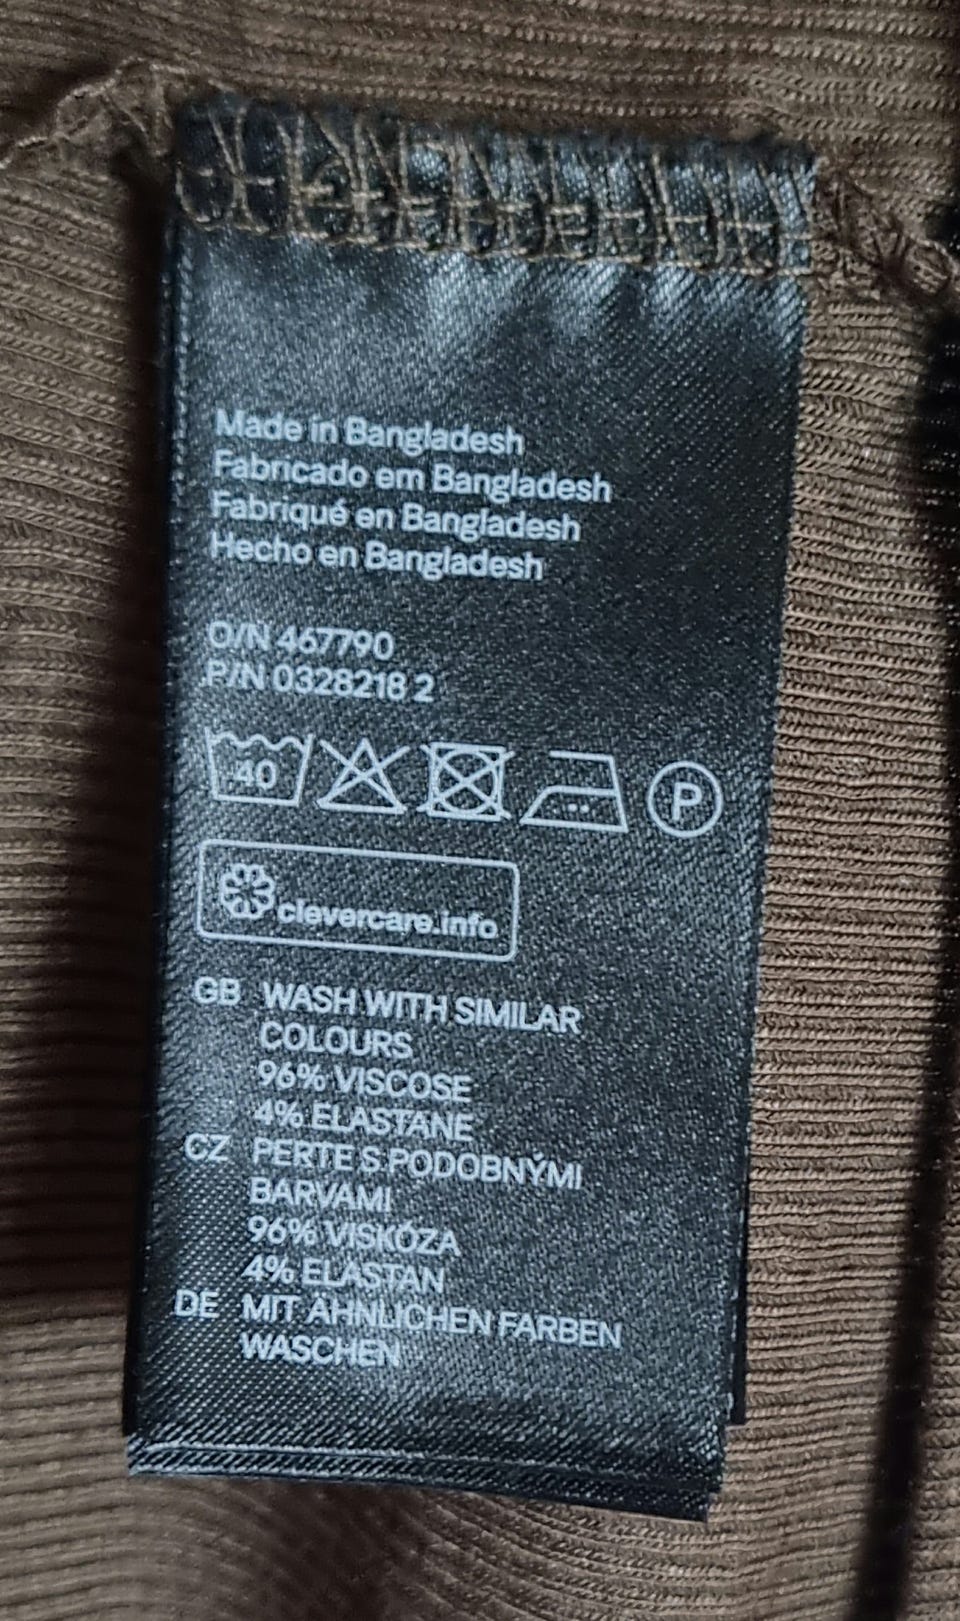 Made in Bangladesh
Fabricado em Bangladesh
Fabriqué en Bangladesh
Hecho en Bangladesh
O/N 467790
P/N 0328218 2
40 P
clevercare.info
GB WASH WITH SIMILAR
COLOURS
96% VISCOSE
4% ELASTANE
CZ PERTE S PODOBNÝMI
BARVAMI
96% VISKÓZA
4% ELASTAN
DE MIT ÄHNLICHEN FARBEN
WASCHEN